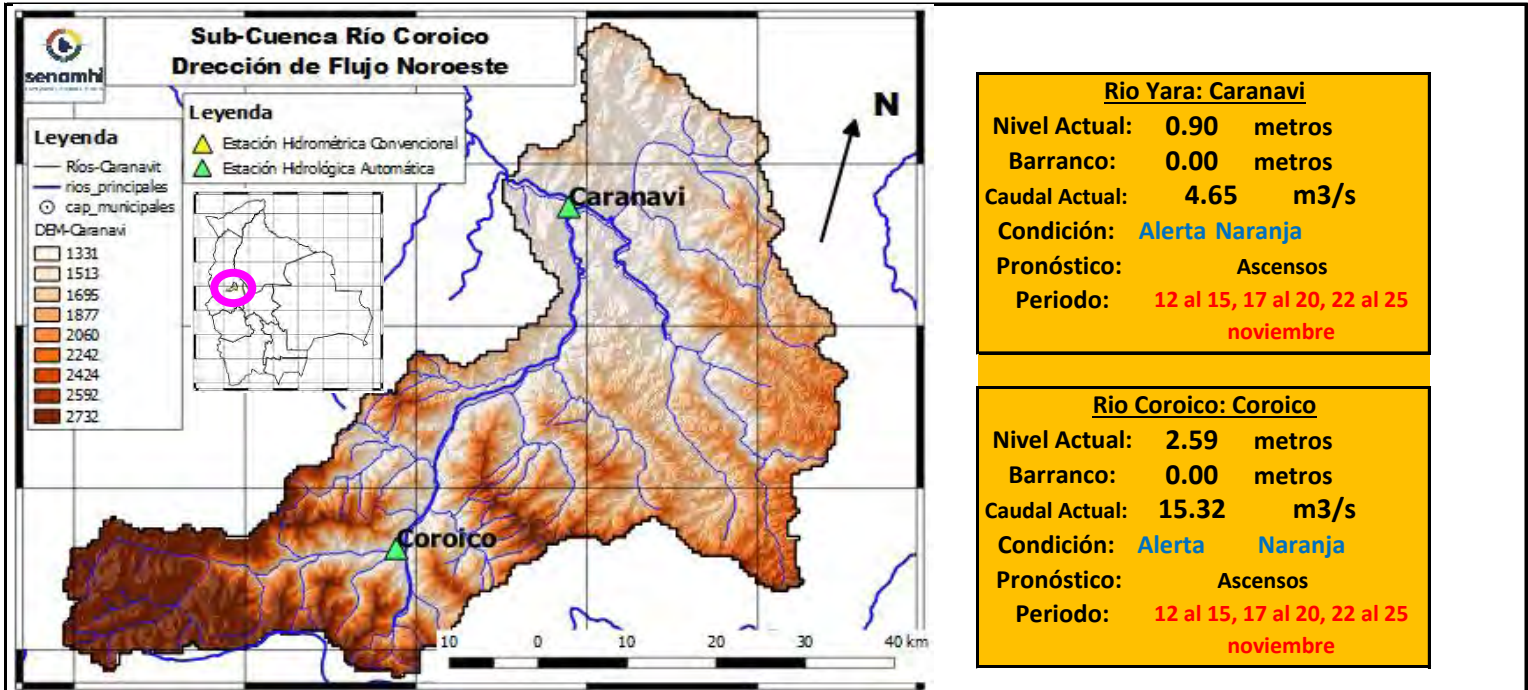 senamhi
Sub-Cuenca Río Coroico
Drección de Flujo Noroeste
Leyenda
Ríos-Caranavit
rios_principales
cap_municipales
DEM-Caranavi
1331
1513
1695
1877
2060
2242
2424
2592
2732
Leyenda
Estación Hidrométrica Convencional
Estación Hidrológica Automática
N
Caranavi
Coroico
10 0 10 20 30 40 km
Rio Yara: Caranavi
Nivel Actual: 0.90 metros
Barranco: 0.00 metros
Caudal Actual: 4.65 m3/s
Condición: Alerta Naranja
Pronóstico: Ascensos
Periodo: 12 al 15, 17 al 20, 22 al 25
noviembre
Rio Coroico: Coroico
Nivel Actual: 2.59 metros
Barranco: 0.00 metros
Caudal Actual: 15.32 m3/s
Condición: Alerta Naranja
Pronóstico: Ascensos
Periodo: 12 al 15, 17 al 20, 22 al 25
noviembre